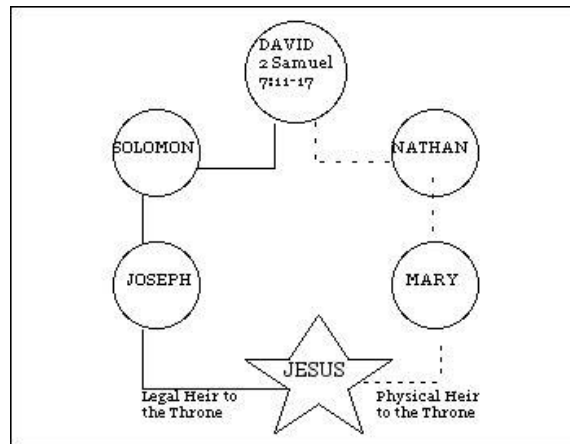 DAVID
2 Samuel
7:11-17
SOLOMON
NATHAN
JOSEPH
MARY
JESUS
Legal Heir to
the Throne
Physical Heir
to the Throne